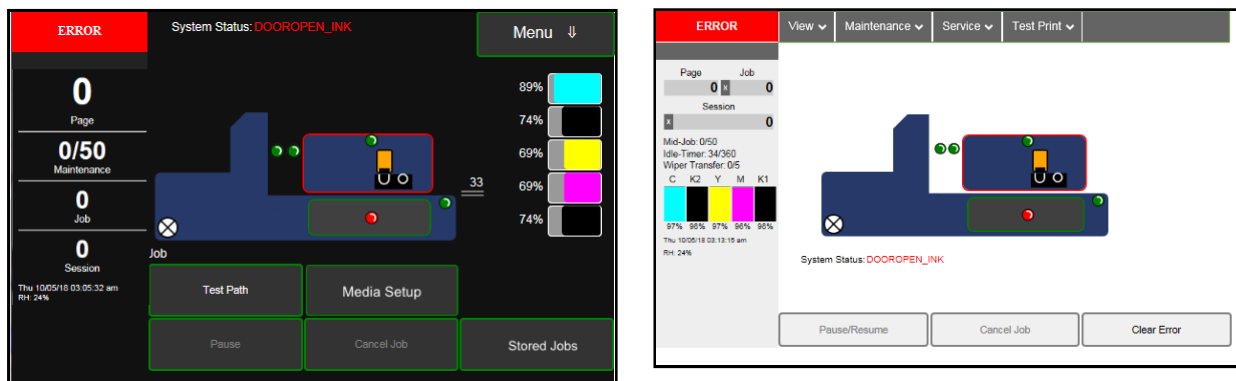 ERROR
System Status: DOOROPEN_INK
Menu ⇓
0
Page
0/50
Maintenance
0
Job
0
Session
Thu 10/05/18 03:05:32 am
RH: 24%
89%
74%
69%
69%
74%
33
Job
Test Path
Media Setup
Pause
Cancel Job
Stored Jobs
ERROR
View
Maintenance
Service
Test Print
Page Job
0 x 0
Session
x 0
Mid-Job: 0/50
Idle-Timer: 34/360
Wiper Transfer: 0/5
C K2 Y M K1
97% 96% 97% 96% 96%
Thu 10/05/18 03:13:15 am
RH: 24%
System Status: DOOROPEN_INK
Pause/Resume
Cancel Job
Clear Error